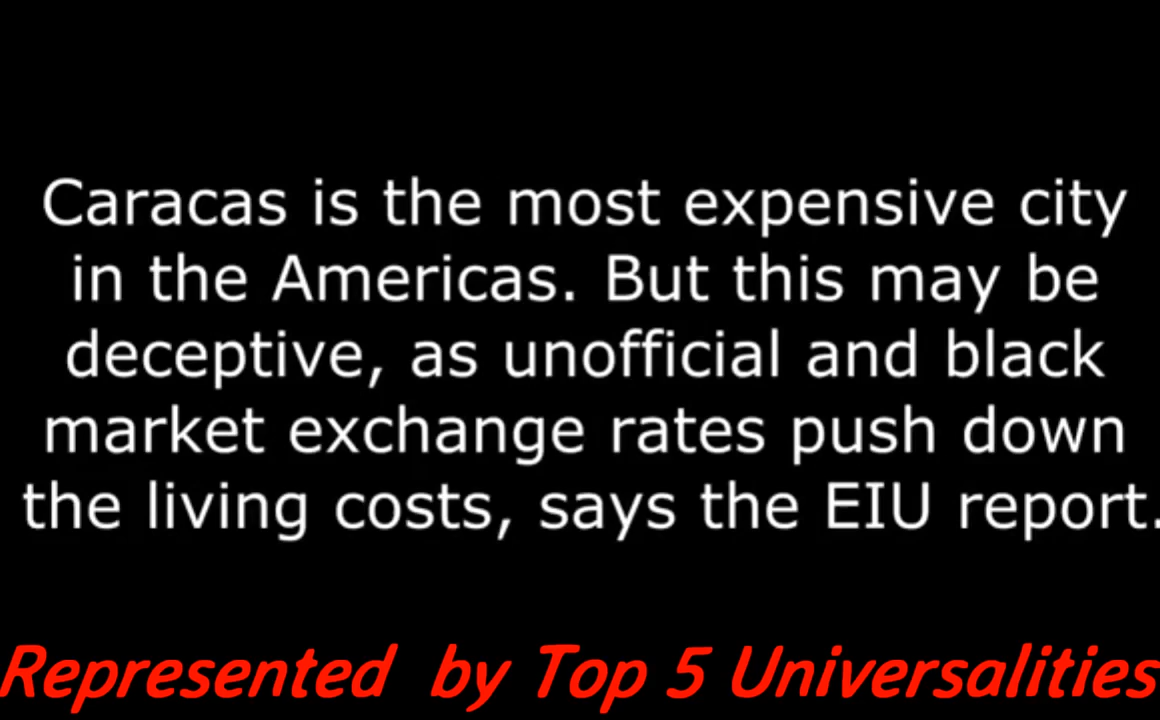 Caracas is the most expensive city
in the Americas. But this may be
deceptive, as unofficial and black
market exchange rates push down
the living costs, says the EIU report.
Represented by Top 5 Universalities